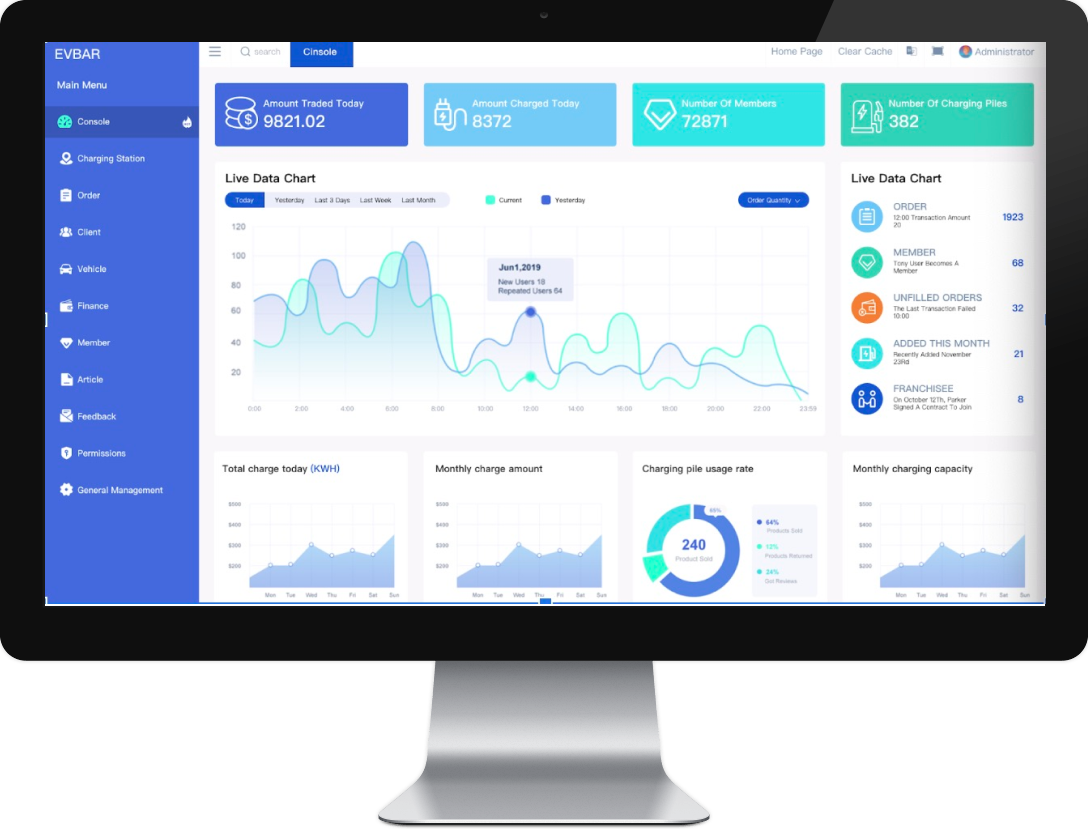 EVBAR
search
Cinsole
Home Page
Clear Cache
Administrator
Main Menu
Console
Charging Station
Order
Client
Vehicle
Finance
Member
Article
Feedback
Permissions
General Management
Amount Traded Today
9821.02
Amount Charged Today
8372
Number Of Members
72871
Number Of Charging Piles
382
Live Data Chart
Today Yesterday Last 3 Days Last Week Last Month
Current
Yesterday
Order Quantity
120
100
80
60
40
20
Jun1,2019
New Users 18
Repeated Users 64
0:00 2:00 4:00 6:00 8:00 10:00 12:00 14:00 16:00 18:00 20:00 22:00 23:59
Live Data Chart
ORDER
12:00 Transaction Amount
20
1923
MEMBER
Tony User Becomes A
Member
68
UNFILLED ORDERS
The Last Transaction Failed
10:00
32
ADDED THIS MONTH
Recently Added November
23Rd
21
FRANCHISEE
On October 12Th, Parker
Signed A Contract To Join
8
Total charge today (KWH)
$500
$400
$300
$200
Mon Tue Wed Thu Fri Sat Sun
Monthly charge amount
$500
$400
$300
$200
Mon Tue Wed Thu Fri Sat Sun
Charging pile usage rate
240
Product Sold
64%
Products Sold
12%
Products Returned
24%
Monthly charging capacity
$500
$400
$300
$200
Mon Tue Wed Thu Fri Sat Sun